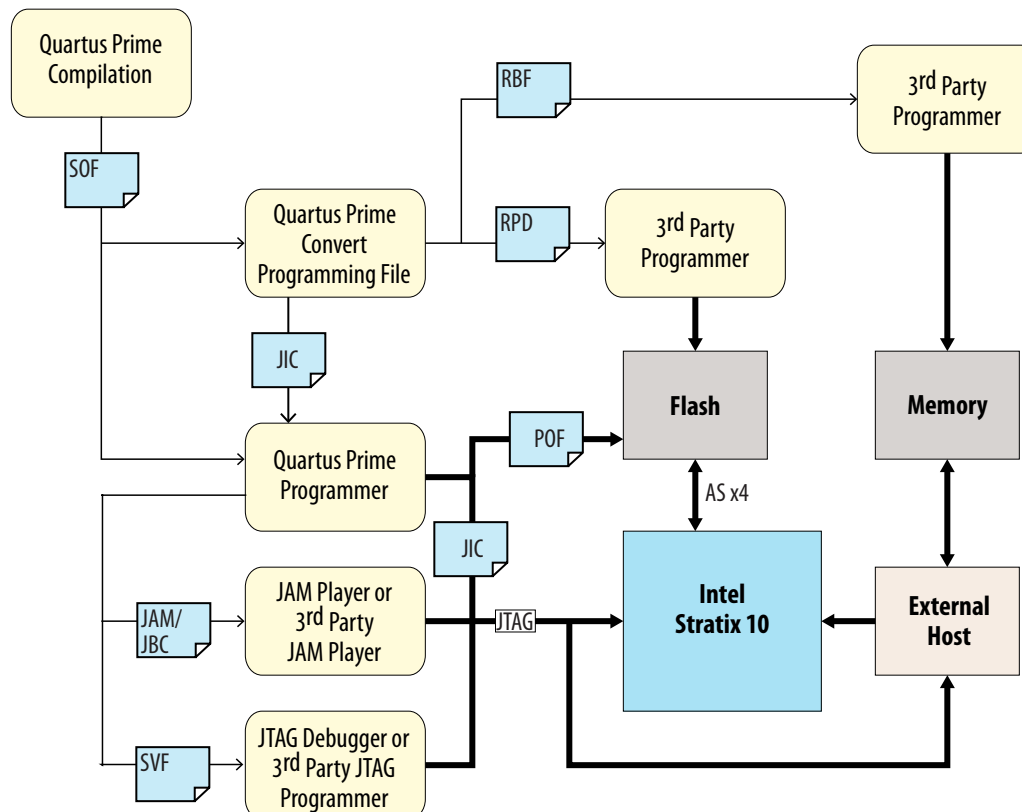 Quartus Prime
Compilation
SOF
RBF
3rd Party
Programmer
Quartus Prime
Convert
Programming File
RPD
3rd Party
Programmer
JIC
Flash
Memory
Quartus Prime
Programmer
POF
AS x4
JIC
JAM/
JBC
JAM Player or
3rd Party
JAM Player
JTAG
Intel
Stratix 10
External
Host
SVF
JTAG Debugger or
3rd Party JTAG
Programmer